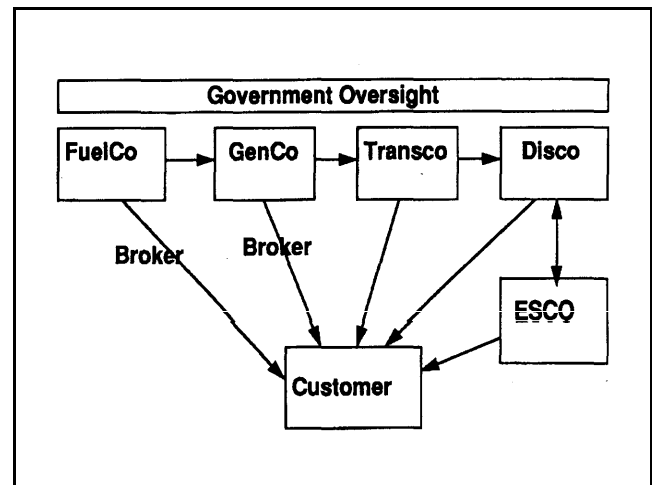 Government Oversight
FuelCo
GenCo
Transco
Disco
Broker
Broker
ESCO
Customer